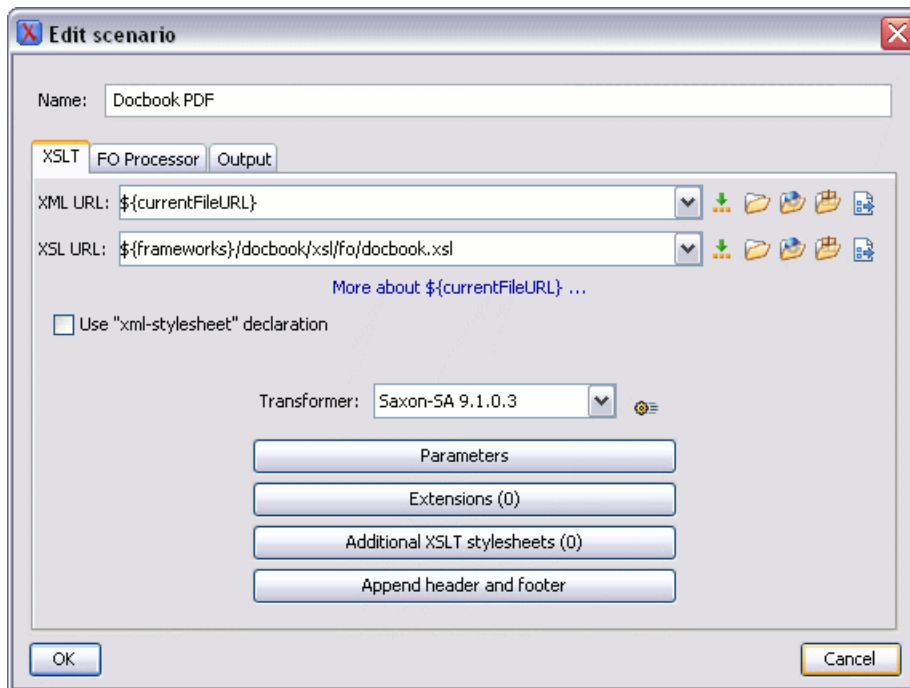 Edit scenario
Name: Docbook PDF
XSLT FO Processor Output
XML URL: ${currentFileURL}
XSL URL: ${frameworks}/docbook/xsl/fo/docbook.xsl
More about ${currentFileURL} ...
Use "xml-stylesheet" declaration
Transformer: Saxon-SA 9.1.0.3
Parameters
Extensions (0)
Additional XSLT stylesheets (0)
Append header and footer
OK Cancel